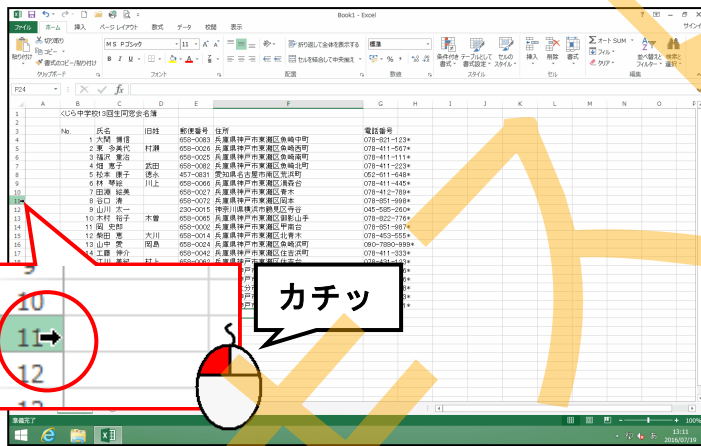 Book1 - Excel
サインイン
ファイル ホーム 挿入 ページレイアウト 数式 データ 校閲 表示
切り取り
コピー
書式のコピー/貼り付け
貼り付け
MS Pゴシック 11
B I U
折り返して全体を表示する
セルを結合して中央揃え
標準
条件付き書式 テーブルとして書式設定 セルのスタイル
挿入 削除 書式
オート SUM
フィル
クリア
並べ替えとフィルター 検索と選択
クリップボード フォント 配置 数値 スタイル セル 編集
F24 fx
A B C D E F G H I J K L M N O
くじら中学校13回生同窓会名簿
No. 氏名 旧姓 郵便番号 住所 電話番号
1 大関 博信 658-0083 兵庫県神戸市東灘区魚崎中町 078-821-123*
2 東 多美代 村瀬 658-0026 兵庫県神戸市東灘区魚崎西町 078-411-567*
3 福沢 重治 658-0025 兵庫県神戸市東灘区魚崎南町 078-411-111*
4 畑 恵子 武田 658-0082 兵庫県神戸市東灘区魚崎北町 078-411-223*
5 松本 康子 徳永 457-0831 愛知県名古屋市南区荒浜町 052-611-648*
6 林 琴絵 川上 658-0066 兵庫県神戸市東灘区渦森台 078-411-445*
7 田港 絵美 658-0027 兵庫県神戸市東灘区青木 078-412-789*
8 谷口 清 658-0072 兵庫県神戸市東灘区岡本 078-851-998*
9 山川 太一 230-0015 神奈川県横浜市鶴見区寺谷 045-585-260*
10 木村 裕子 木曽 658-0065 兵庫県神戸市東灘区御影山手 078-822-776*
11 岡 史郎 658-0002 兵庫県神戸市東灘区甲南台 078-851-987*
12 柴田 恵 大川 658-0014 兵庫県神戸市東灘区北青木 078-453-555*
13 山中 愛 岡島 658-0024 兵庫県神戸市東灘区魚崎浜町 080-7890-999*
14 工藤 伸介 658-0042 兵庫県神戸市東灘区住吉浜町 078-411-333*
9
10
11
12
13
カチッ
準備完了
100%
13:11
2016/07/19